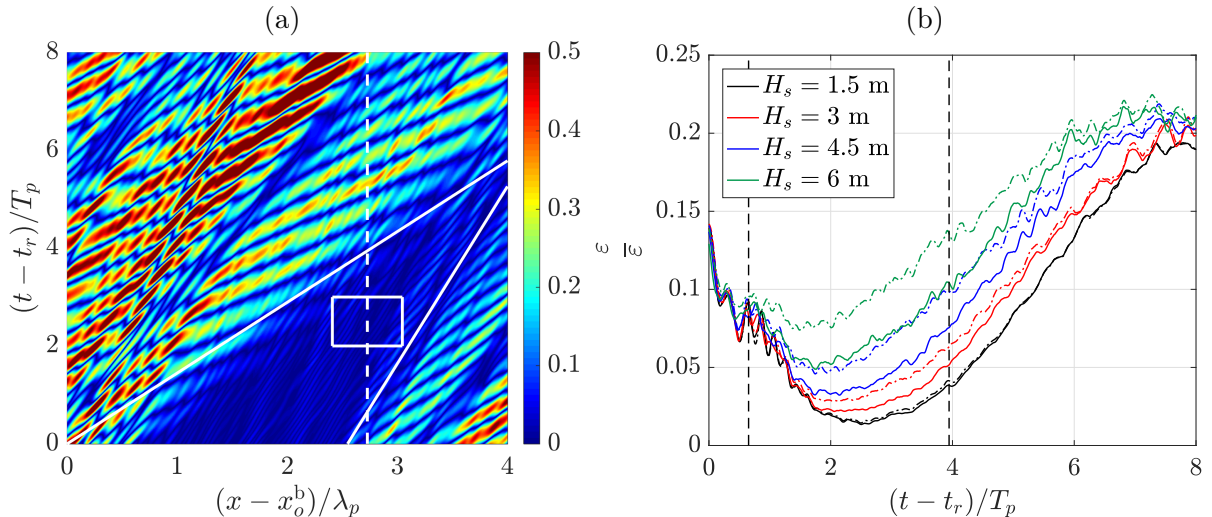 (a)
8
6
4
2
0
(t − t_r)/T_p
0 1 2 3 4
(x − x_o^b)/λ_p
0.5
0.4
0.3
0.2
0.1
0
ε
(b)
0.25
0.2
0.15
0.1
0.05
0
ε̅
H_s = 1.5 m
H_s = 3 m
H_s = 4.5 m
H_s = 6 m
0 2 4 6 8
(t − t_r)/T_p